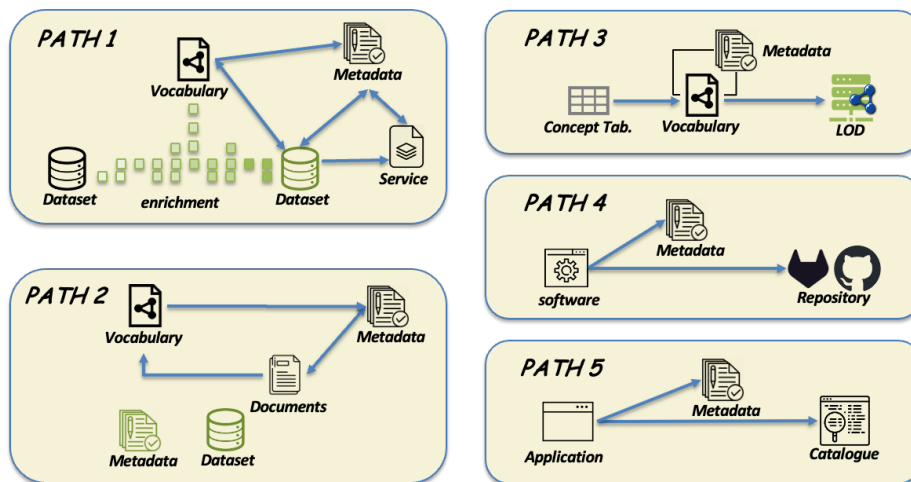 PATH 1
Metadata
Vocabulary
Dataset
enrichment
Dataset
Service
PATH 2
Vocabulary
Metadata
Documents
Metadata
Dataset
PATH 3
Metadata
Concept Tab.
Vocabulary
LOD
PATH 4
Metadata
software
Repository
PATH 5
Metadata
Application
Catalogue